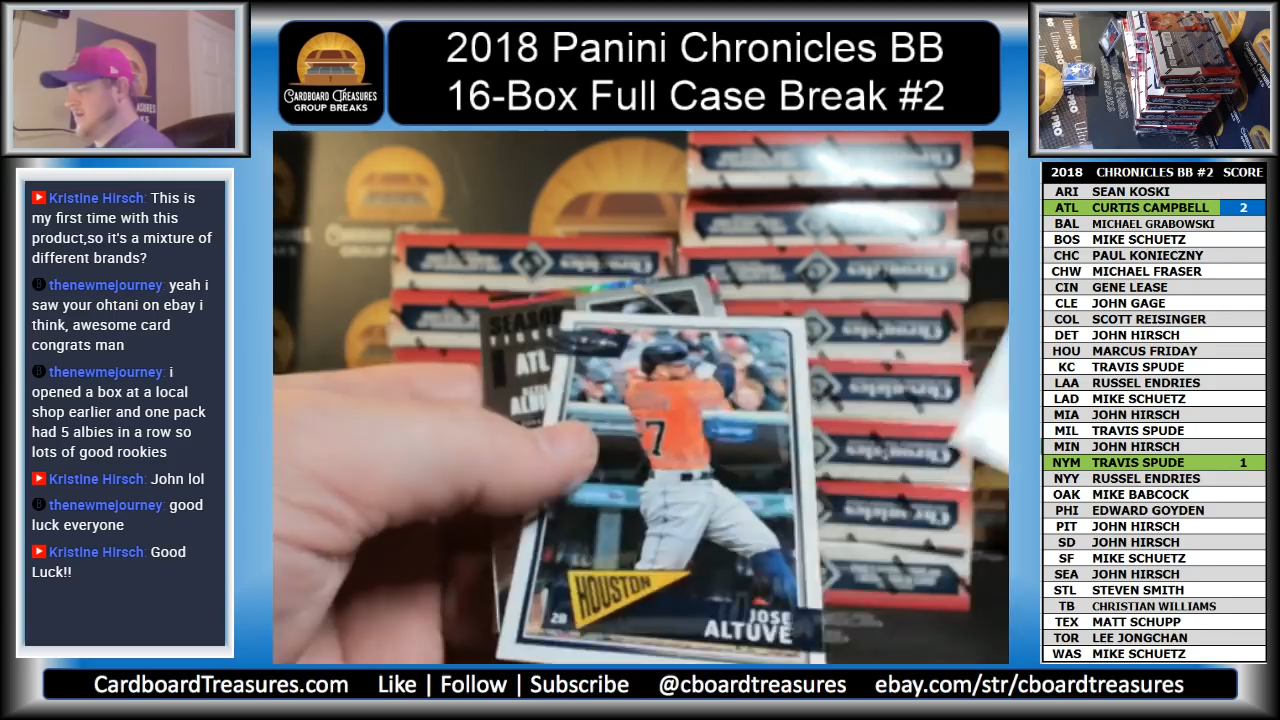 2018 Panini Chronicles BB
16-Box Full Case Break #2
CARDBOARD TREASURES
GROUP BREAKS
Kristine Hirsch: This is
my first time with this
product,so it's a mixture of
different brands?
thenewmejourney: yeah i
saw your ohtani on ebay i
think, awesome card
congrats man
thenewmejourney: i
opened a box at a local
shop earlier and one pack
had 5 albies in a row so
lots of good rookies
Kristine Hirsch: John lol
thenewmejourney: good
luck everyone
Kristine Hirsch: Good
Luck!!
SEASON
ATL
7
HOUSTON
JOSE
ALTUVE
2018 CHRONICLES BB #2 SCORE
ARI SEAN KOSKI
ATL CURTIS CAMPBELL 2
BAL MICHAEL GRABOWSKI
BOS MIKE SCHUETZ
CHC PAUL KONIECZNY
CHW MICHAEL FRASER
CIN GENE LEASE
CLE JOHN GAGE
COL SCOTT REISINGER
DET JOHN HIRSCH
HOU MARCUS FRIDAY
KC TRAVIS SPUDE
LAA RUSSEL ENDRIES
LAD MIKE SCHUETZ
MIA JOHN HIRSCH
MIL TRAVIS SPUDE
MIN JOHN HIRSCH
NYM TRAVIS SPUDE 1
NYY RUSSEL ENDRIES
OAK MIKE BABCOCK
PHI EDWARD GOYDEN
PIT JOHN HIRSCH
SD JOHN HIRSCH
SF MIKE SCHUETZ
SEA JOHN HIRSCH
STL STEVEN SMITH
TB CHRISTIAN WILLIAMS
TEX MATT SCHUPP
TOR LEE JONGCHAN
WAS MIKE SCHUETZ
CardboardTreasures.com Like | Follow | Subscribe @cboardtreasures ebay.com/str/cboardtreasures